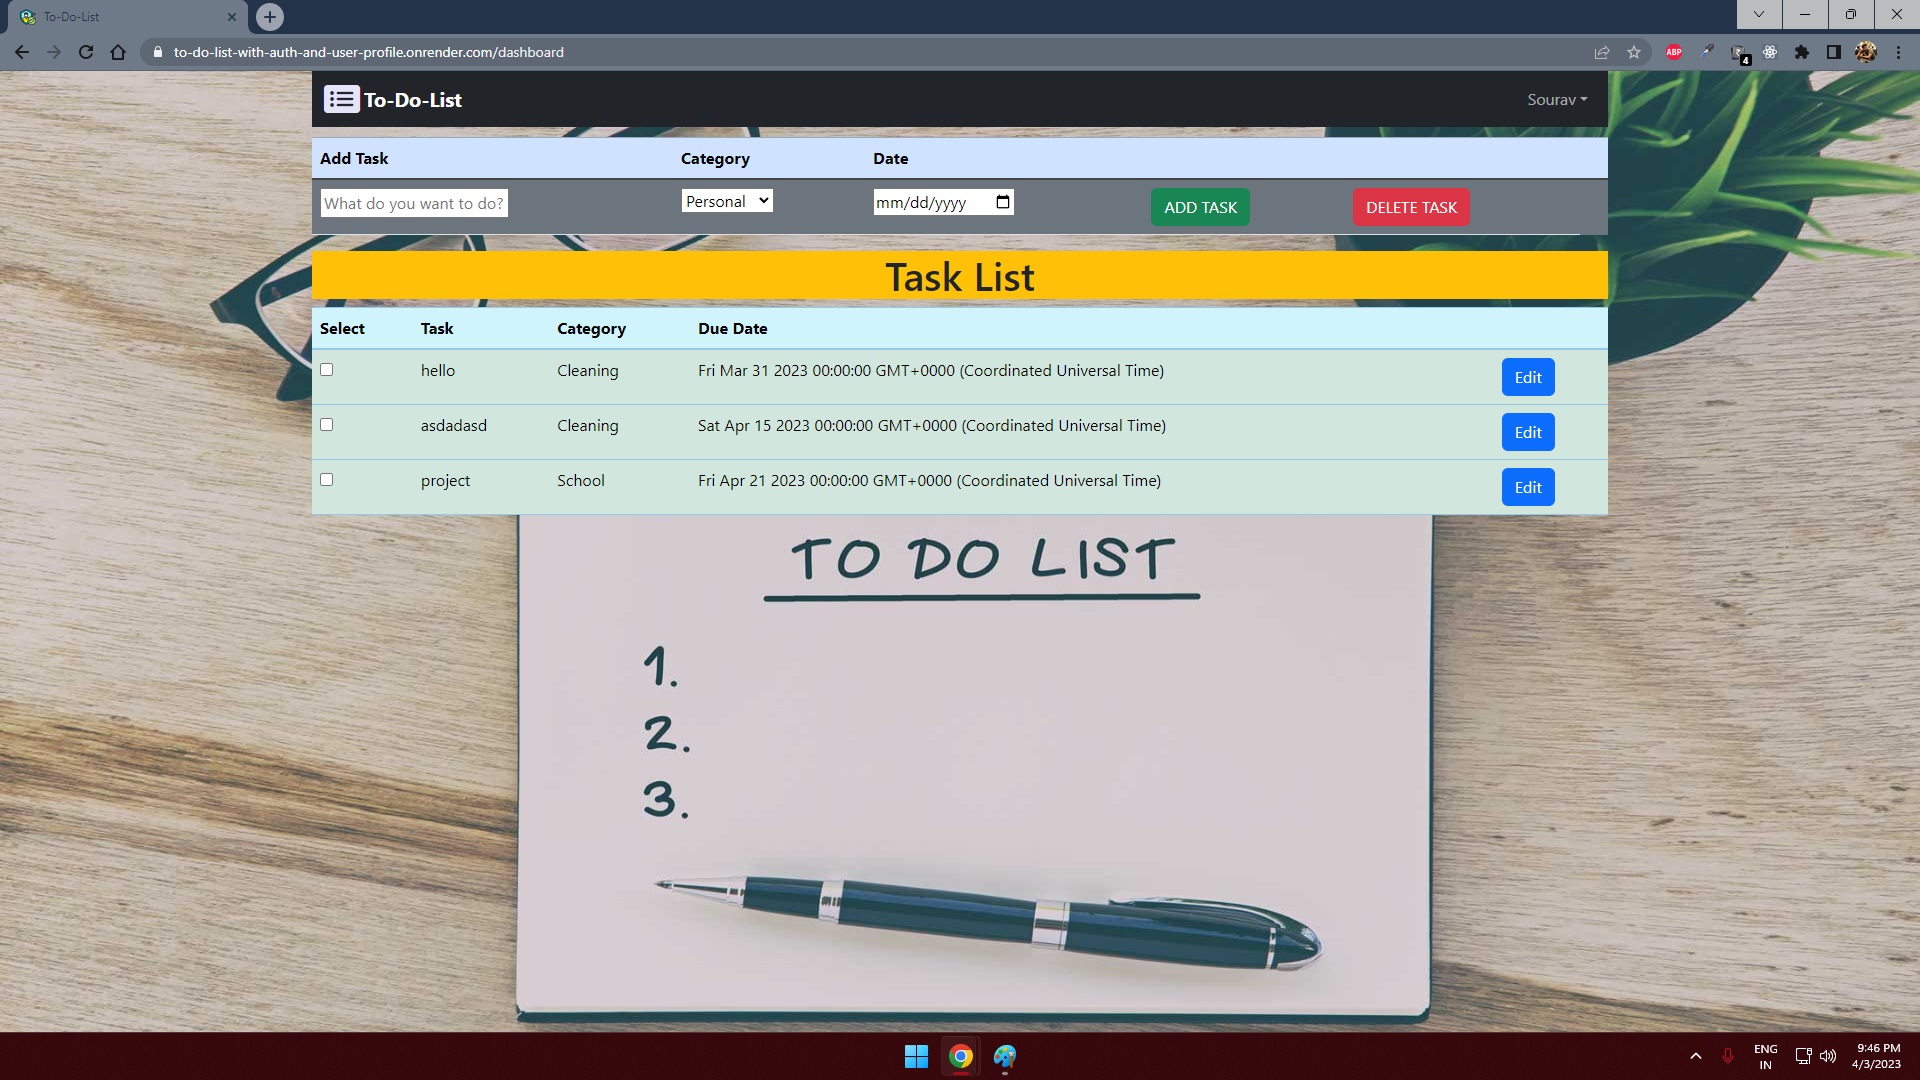 To-Do-List
to-do-list-with-auth-and-user-profile.onrender.com/dashboard
ABP
4
To-Do-List
Sourav
Add Task Category Date
What do you want to do? Personal mm/dd/yyyy ADD TASK DELETE TASK
Task List
Select Task Category Due Date
hello Cleaning Fri Mar 31 2023 00:00:00 GMT+0000 (Coordinated Universal Time) Edit
asdadasd Cleaning Sat Apr 15 2023 00:00:00 GMT+0000 (Coordinated Universal Time) Edit
project School Fri Apr 21 2023 00:00:00 GMT+0000 (Coordinated Universal Time) Edit
TO DO LIST
1.
2.
3.
ENG
IN
9:46 PM
4/3/2023